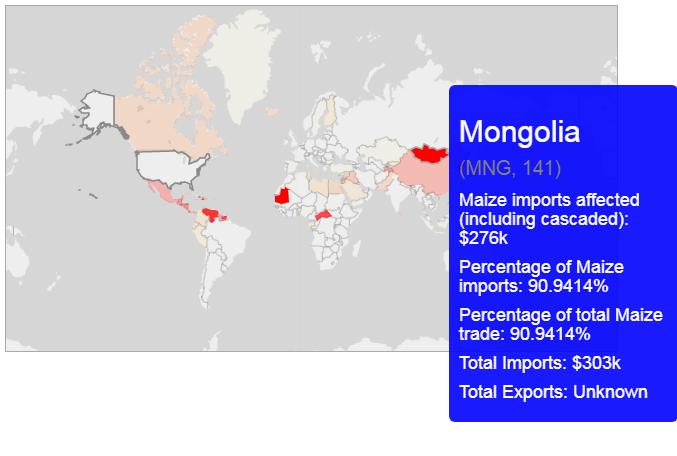 Mongolia
(MNG, 141)
Maize imports affected
(including cascaded):
$276k
Percentage of Maize
imports: 90.9414%
Percentage of total Maize
trade: 90.9414%
Total Imports: $303k
Total Exports: Unknown